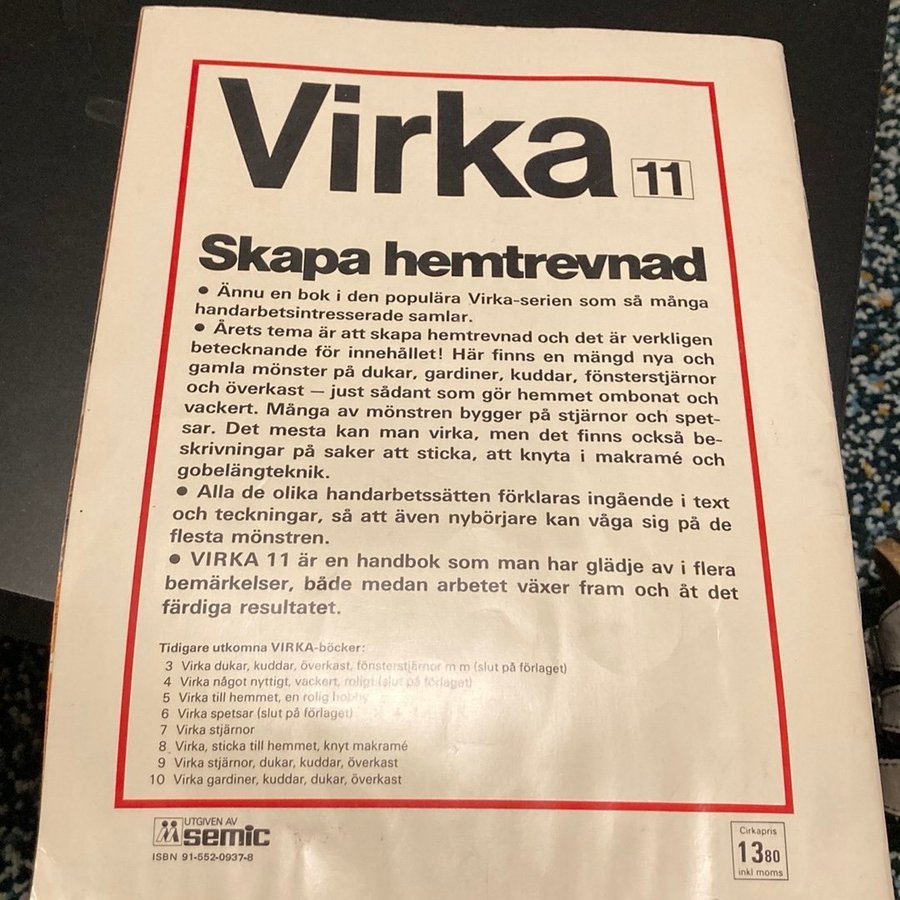 Virka 11
Skapa hemtrevnad
● Ännu en bok i den populära Virka-serien som så många
handarbetsintresserade samlar.
● Årets tema är att skapa hemtrevnad och det är verkligen
betecknande för innehållet! Här finns en mängd nya och
gamla mönster på dukar, gardiner, kuddar, fönsterstjärnor
och överkast — just sådant som gör hemmet ombonat och
vackert. Många av mönstren bygger på stjärnor och spet-
sar. Det mesta kan man virka, men det finns också be-
skrivningar på saker att sticka, att knyta i makramé och
gobelängteknik.
● Alla de olika handarbetssätten förklaras ingående i text
och teckningar, så att även nybörjare kan våga sig på de
flesta mönstren.
● VIRKA 11 är en handbok som man har glädje av i flera
bemärkelser, både medan arbetet växer fram och åt det
färdiga resultatet.
Tidigare utkomna VIRKA-böcker:
3 Virka dukar, kuddar, överkast, fönsterstjärnor m m (slut på förlaget)
4 Virka något nyttigt, vackert, roligt (slut på förlaget)
5 Virka till hemmet, en rolig hobby
6 Virka spetsar (slut på förlaget)
7 Virka stjärnor
8 Virka, sticka till hemmet, knyt makramé
9 Virka stjärnor, dukar, kuddar, överkast
10 Virka gardiner, kuddar, dukar, överkast
UTGIVEN AV
semic
ISBN 91-552-0937-8
Cirkapris
13 80
inkl moms